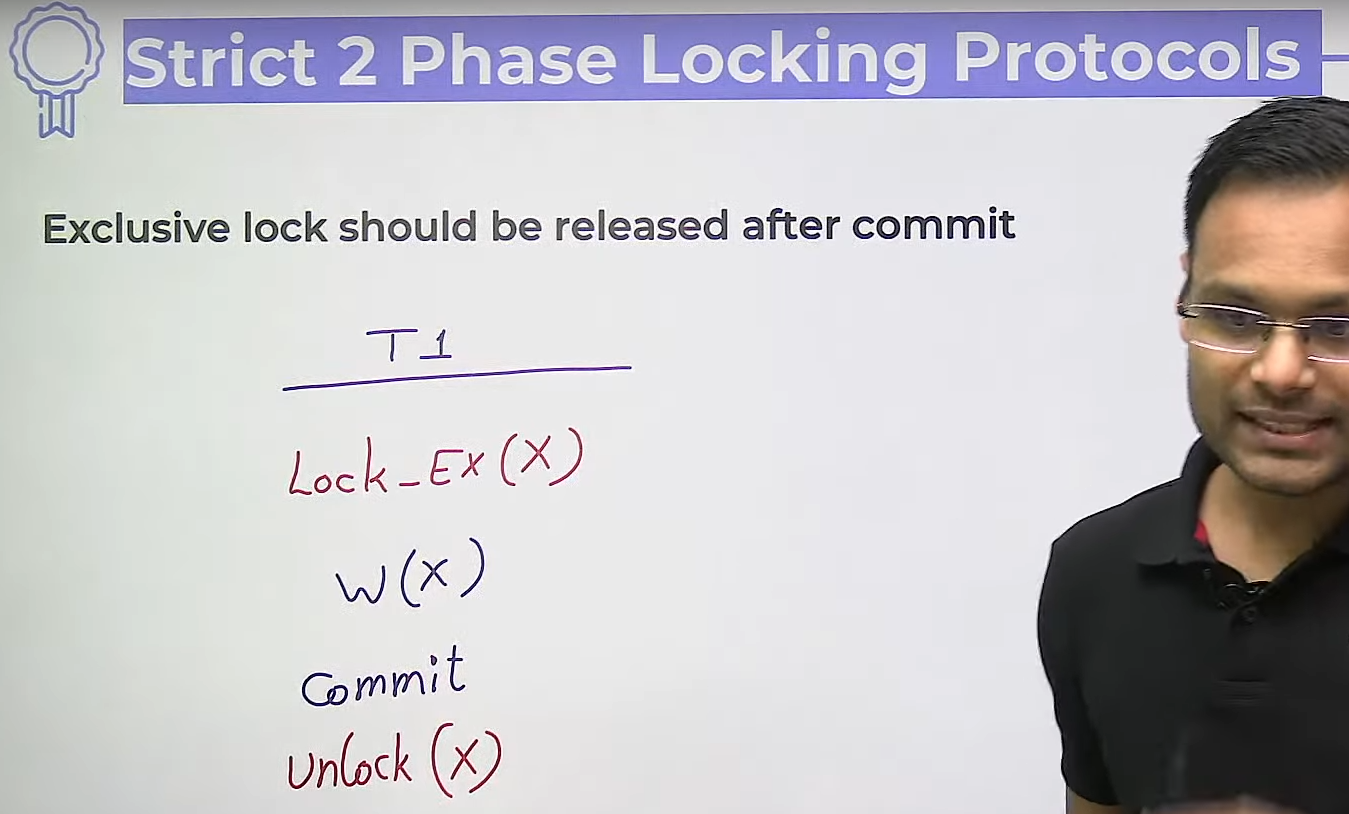 Strict 2 Phase Locking Protocols
Exclusive lock should be released after commit
T1
Lock_Ex(X)
W(X)
Commit
Unlock(X)